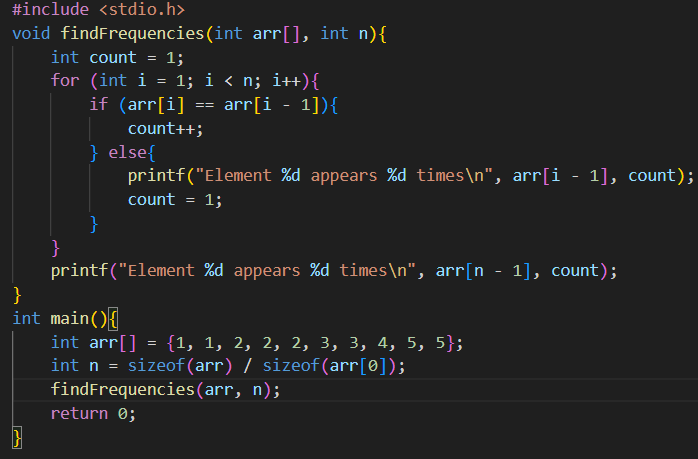 #include <stdio.h>
void findFrequencies(int arr[], int n){
    int count = 1;
    for (int i = 1; i < n; i++){
        if (arr[i] == arr[i - 1]){
            count++;
        } else{
            printf("Element %d appears %d times\n", arr[i - 1], count);
            count = 1;
        }
    }
    printf("Element %d appears %d times\n", arr[n - 1], count);
}
int main(){
    int arr[] = {1, 1, 2, 2, 2, 3, 3, 4, 5, 5};
    int n = sizeof(arr) / sizeof(arr[0]);
    findFrequencies(arr, n);
    return 0;
}